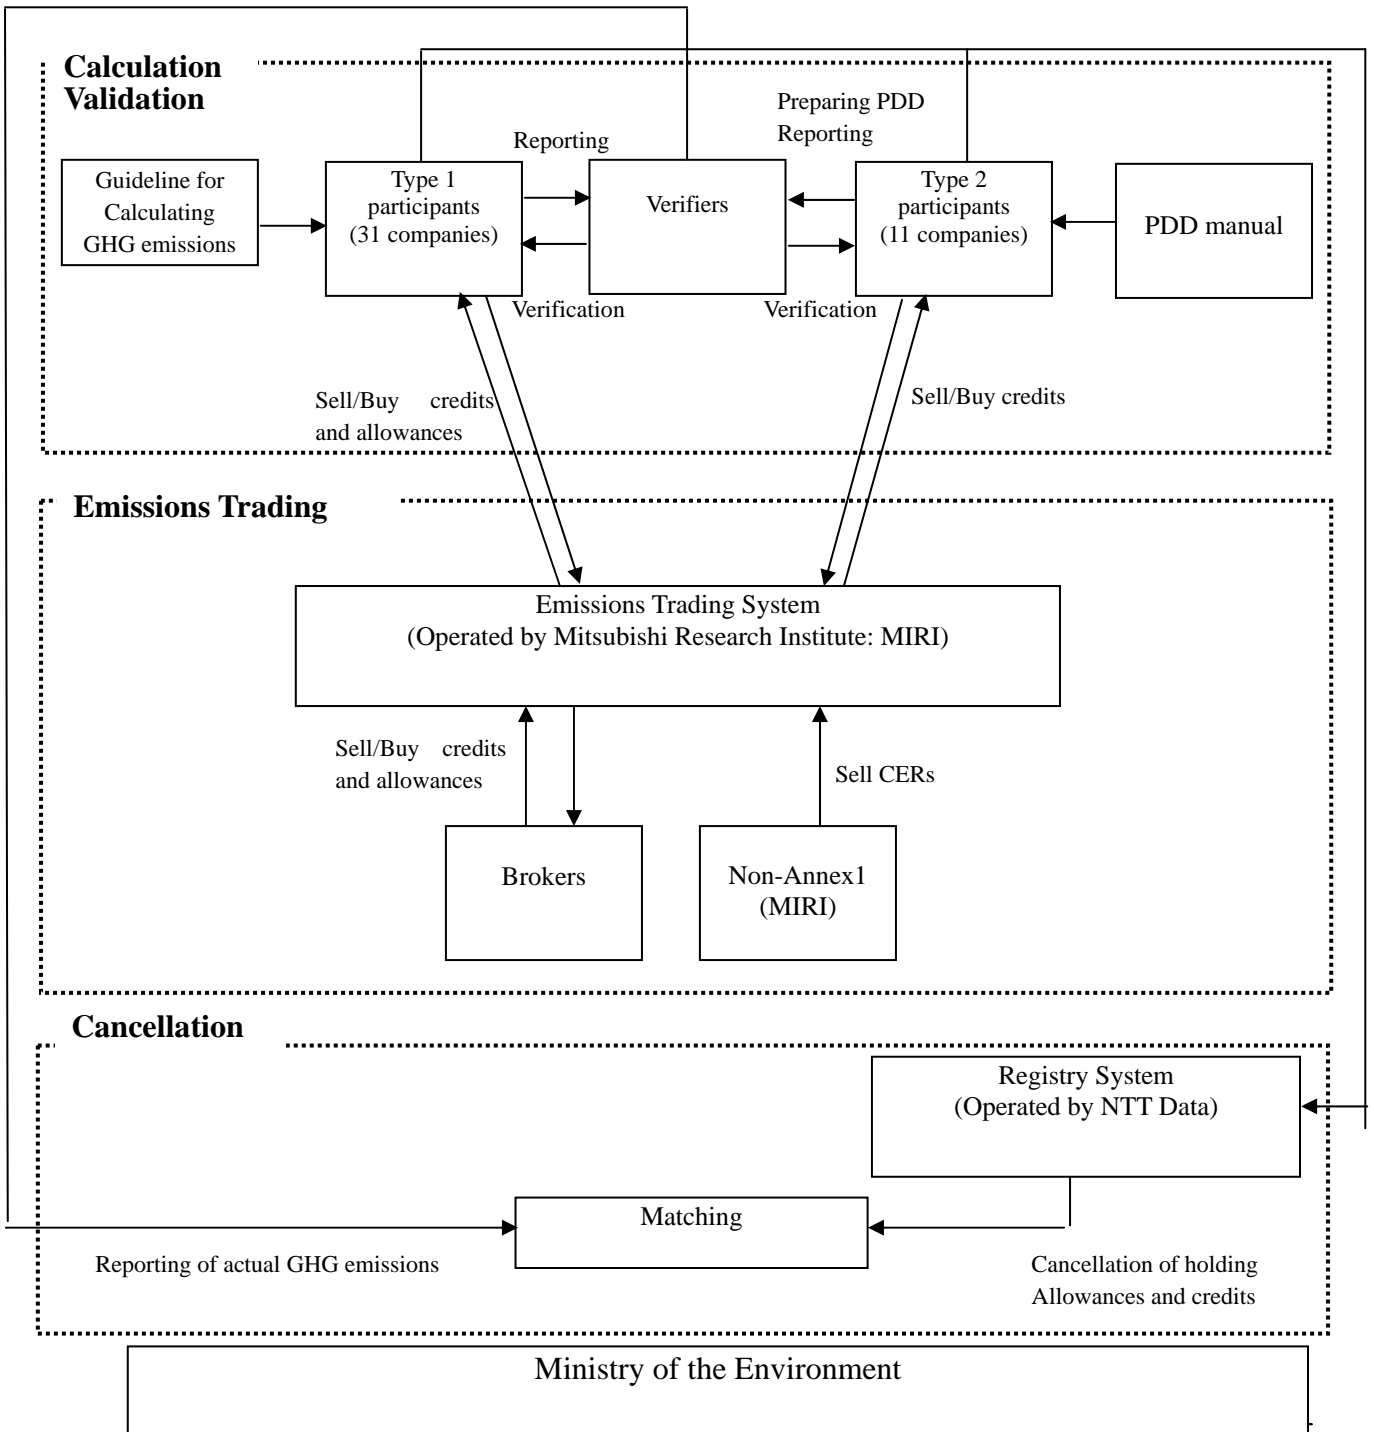 Calculation
Validation
Preparing PDD
Reporting
Reporting
Guideline for
Calculating
GHG emissions
Type 1
participants
(31 companies)
Verifiers
Type 2
participants
(11 companies)
PDD manual
Verification
Verification
Sell/Buy credits
and allowances
Sell/Buy credits
Emissions Trading
Emissions Trading System
(Operated by Mitsubishi Research Institute: MIRI)
Sell/Buy credits
and allowances
Sell CERs
Brokers
Non-Annex1
(MIRI)
Cancellation
Registry System
(Operated by NTT Data)
Matching
Reporting of actual GHG emissions
Cancellation of holding
Allowances and credits
Ministry of the Environment